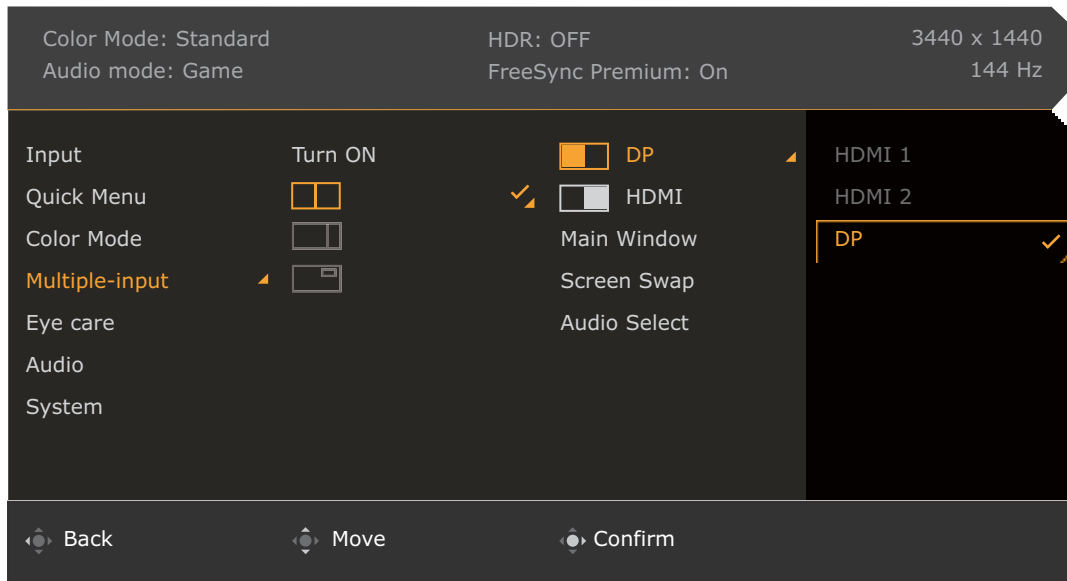 Color Mode: Standard
HDR: OFF
3440 x 1440
Audio mode: Game
FreeSync Premium: On
144 Hz
Input
Turn ON
DP
HDMI 1
Quick Menu
HDMI
HDMI 2
Color Mode
Main Window
DP
Multiple-input
Screen Swap
Eye care
Audio Select
Audio
System
Back
Move
Confirm